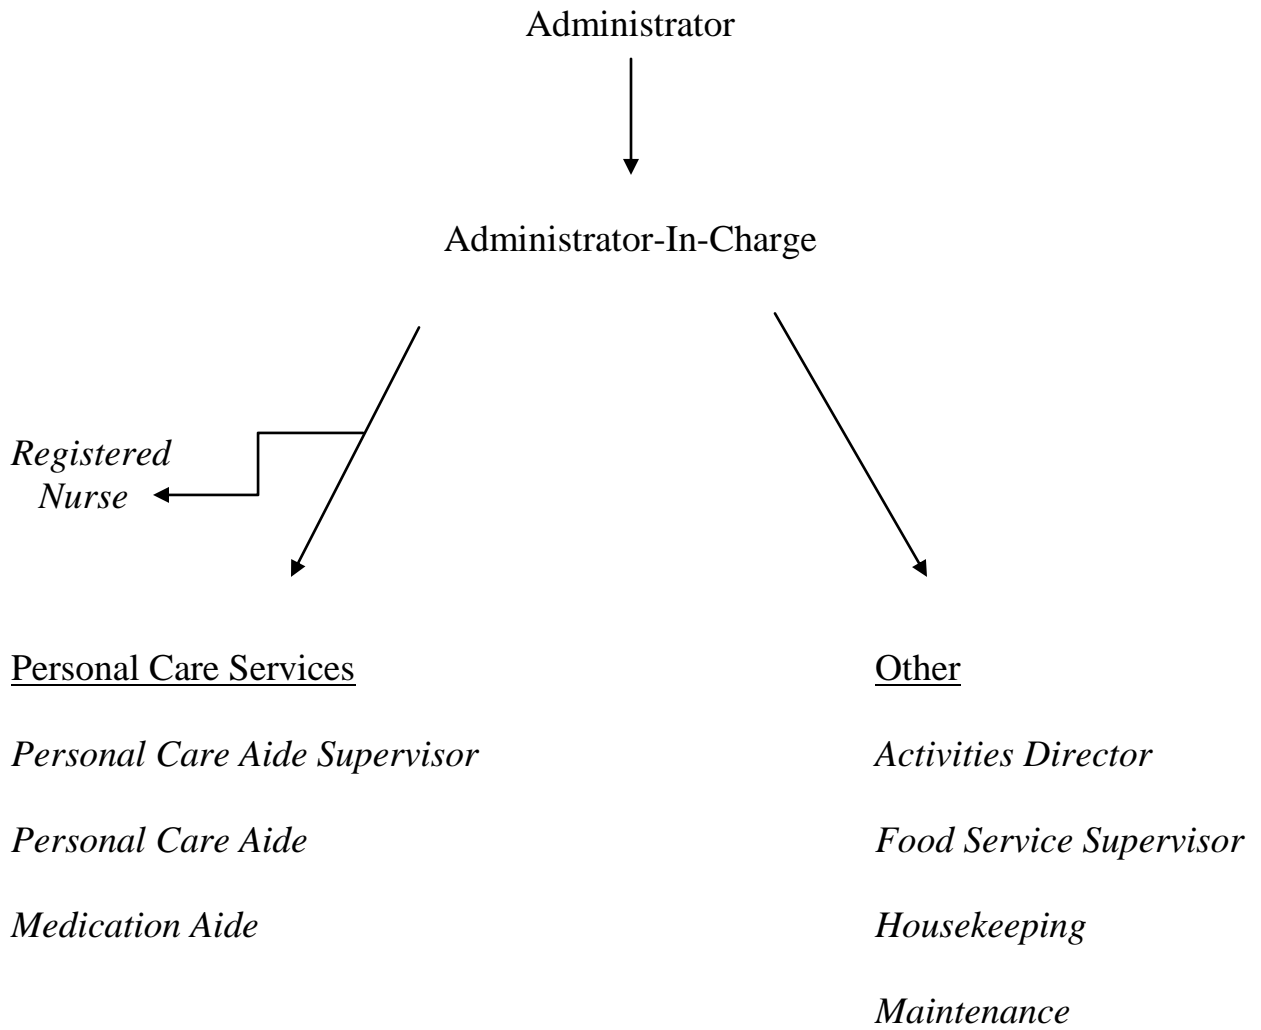 Administrator
Administrator-In-Charge
Registered
Nurse
Personal Care Services
Personal Care Aide Supervisor
Personal Care Aide
Medication Aide
Other
Activities Director
Food Service Supervisor
Housekeeping
Maintenance